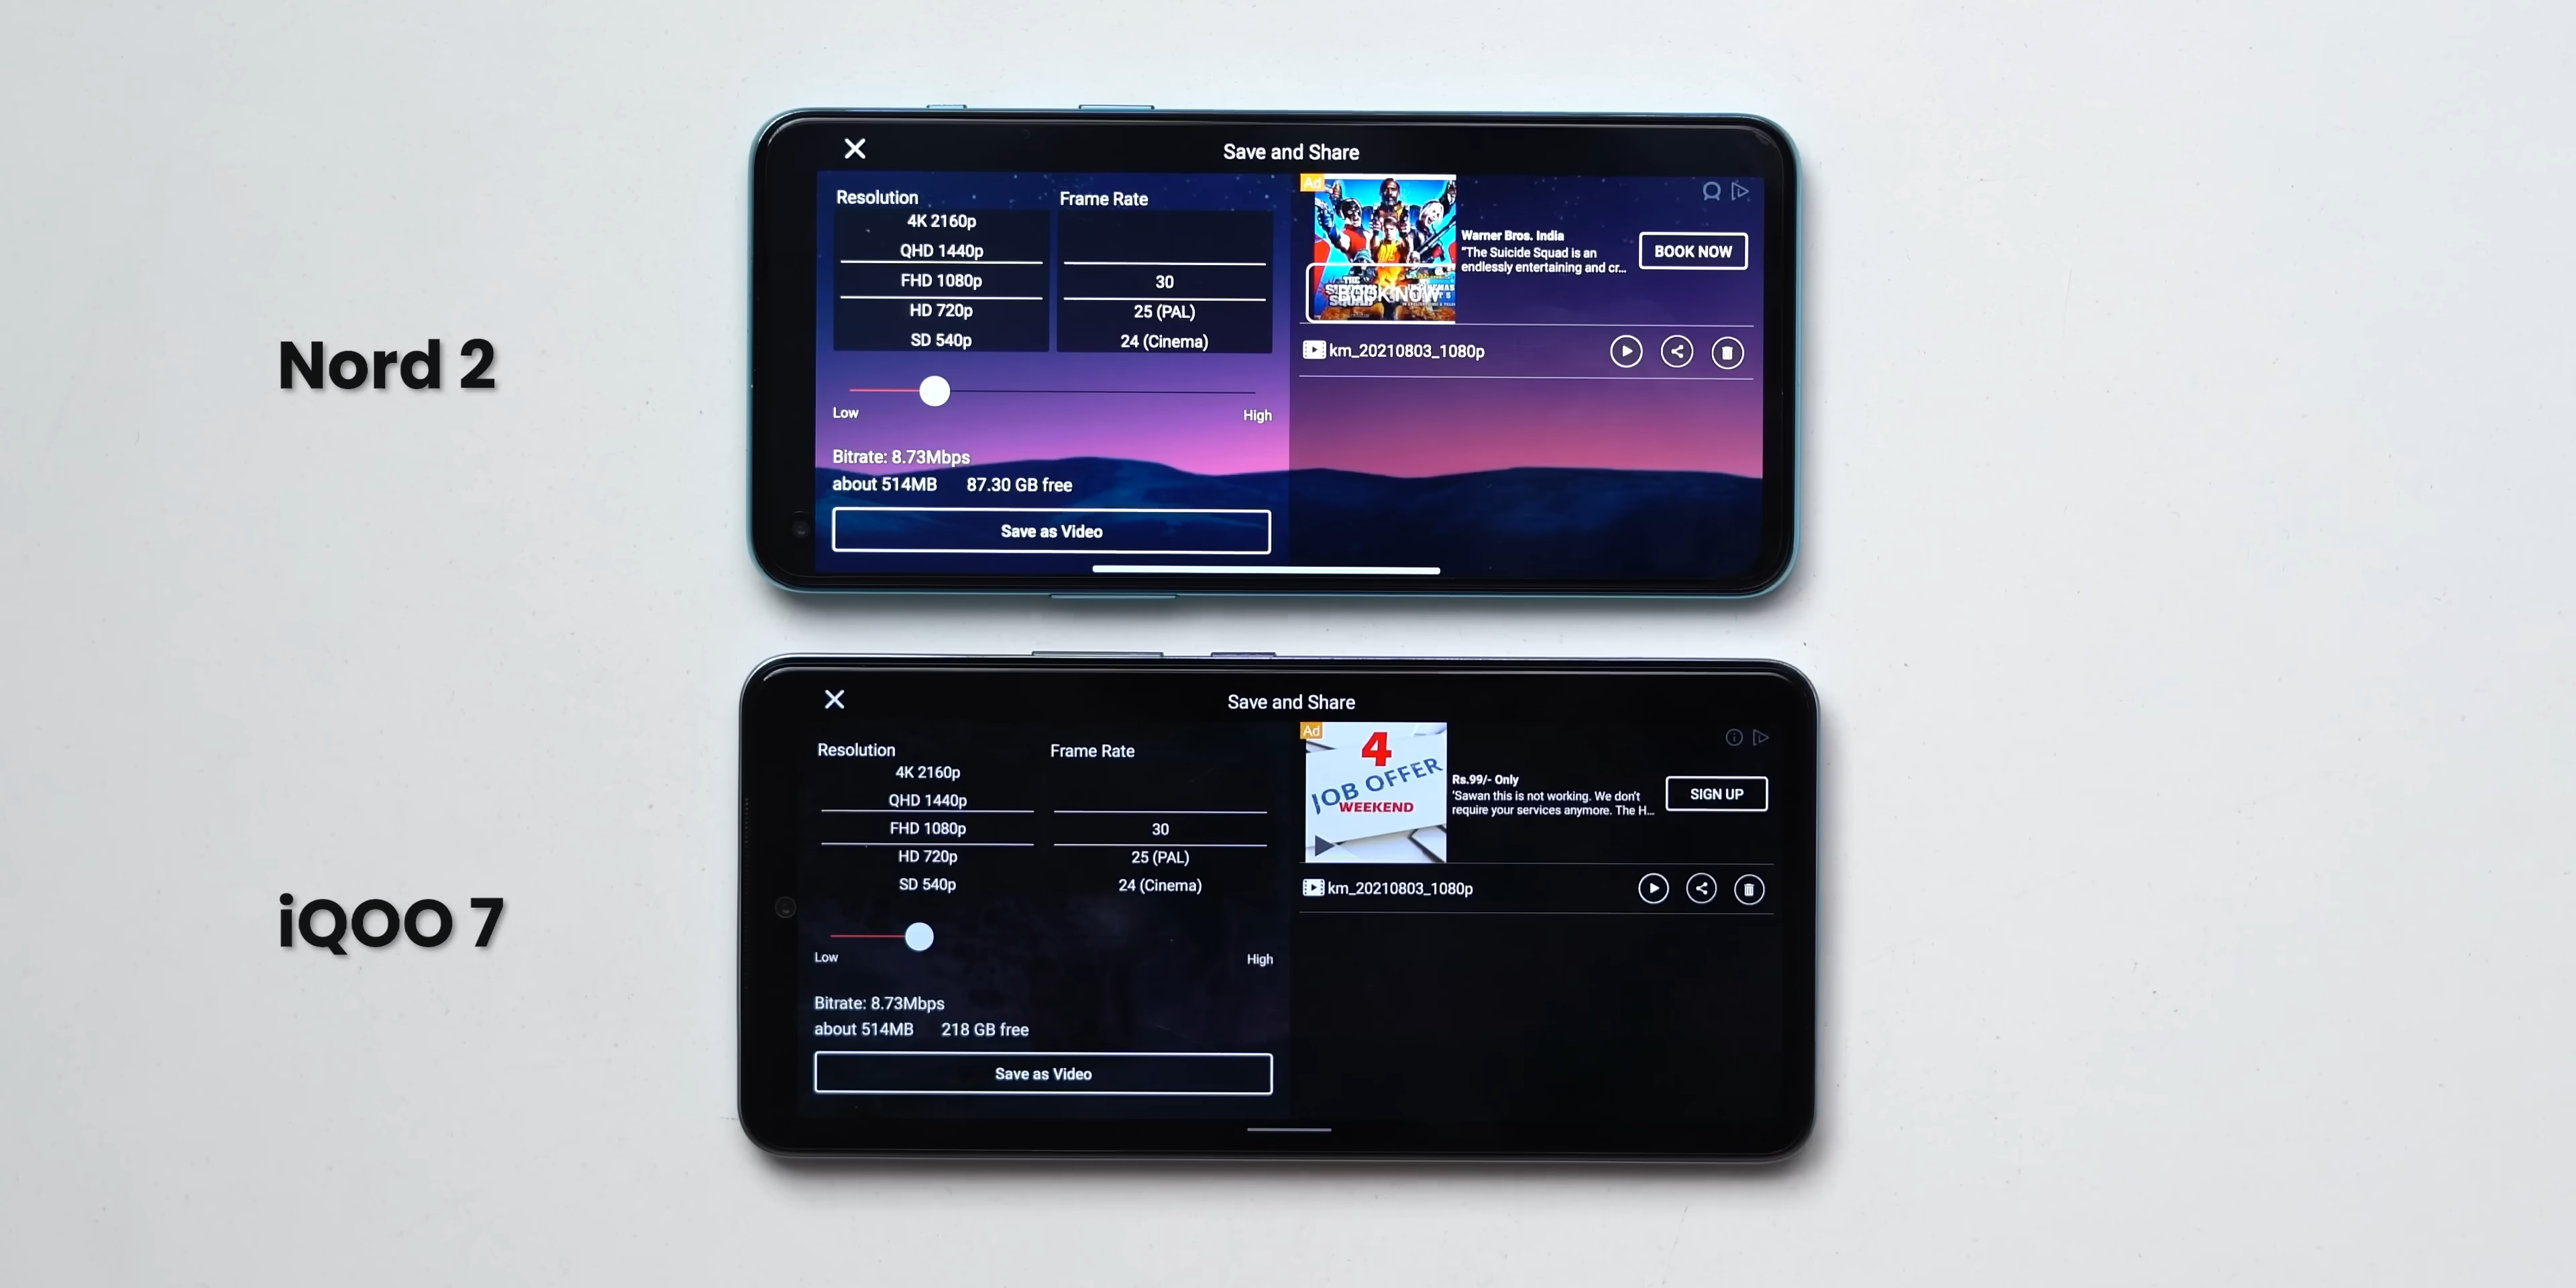 Nord 2
Save and Share
Resolution
4K 2160p
QHD 1440p
FHD 1080p
HD 720p
SD 540p
Frame Rate
30
25 (PAL)
24 (Cinema)
Low
High
Bitrate: 8.73Mbps
about 514MB 87.30 GB free
Save as Video
Ad
BOOK NOW
Warner Bros. India
"The Suicide Squad is an
endlessly entertaining and cr...
BOOK NOW
km_20210803_1080p
iQOO 7
Save and Share
Resolution
4K 2160p
QHD 1440p
FHD 1080p
HD 720p
SD 540p
Frame Rate
30
25 (PAL)
24 (Cinema)
Low
High
Bitrate: 8.73Mbps
about 514MB 218 GB free
Save as Video
Ad
4
JOB OFFER
WEEKEND
Rs.99/- Only
'Sawan this is not working. We don't
require your services anymore. The H...
SIGN UP
km_20210803_1080p